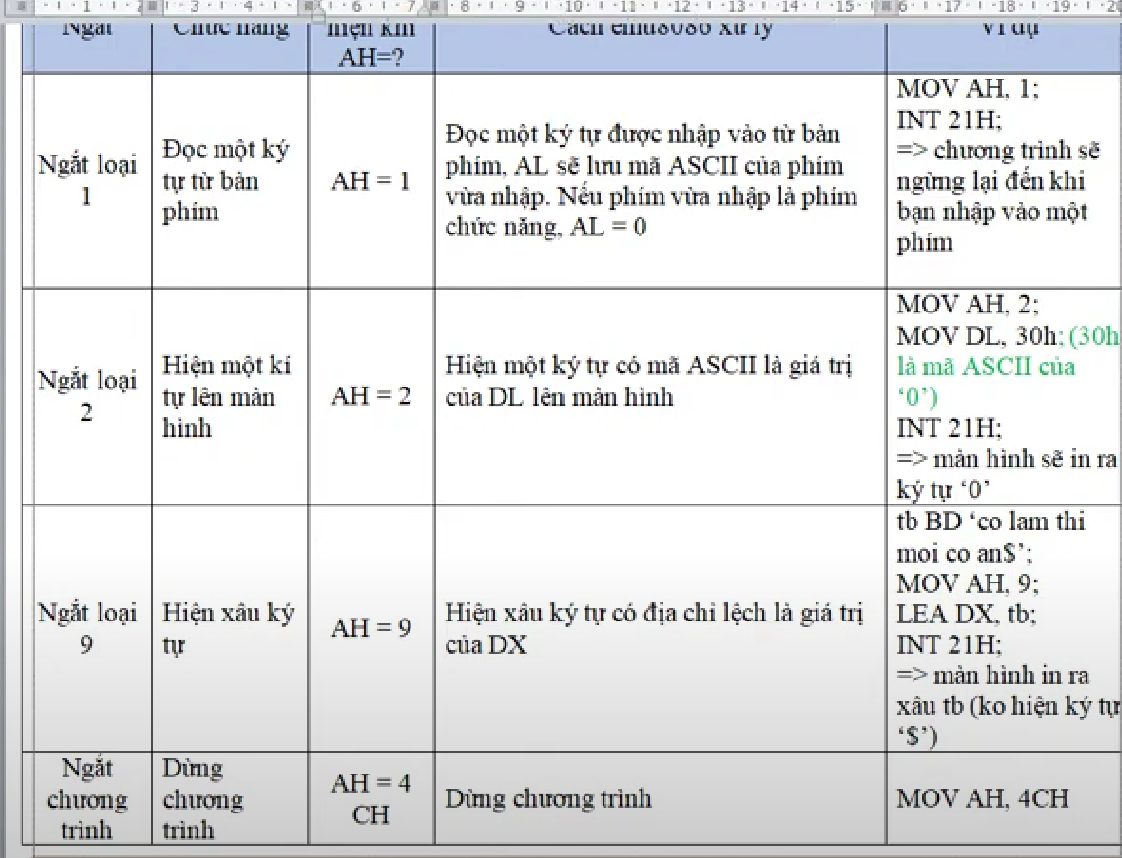 Ngắt
Chức năng
hiện khi
AH=?
Cách emu8086 xử lý
Ví dụ
Ngắt loại
1
Đọc một ký
tự từ bàn
phím
AH = 1
Đọc một ký tự được nhập vào từ bàn
phím, AL sẽ lưu mã ASCII của phím
vừa nhập. Nếu phím vừa nhập là phím
chức năng, AL = 0
MOV AH, 1;
INT 21H;
=> chương trình sẽ
ngừng lại đến khi
bạn nhập vào một
phím
Ngắt loại
2
Hiện một kí
tự lên màn
hình
AH = 2
Hiện một ký tự có mã ASCII là giá trị
của DL lên màn hình
MOV AH, 2;
MOV DL, 30h; (30h
là mã ASCII của
‘0’)
INT 21H;
=> màn hình sẽ in ra
ký tự ‘0’
Ngắt loại
9
Hiện xâu ký
tự
AH = 9
Hiện xâu ký tự có địa chỉ lệch là giá trị
của DX
tb BD ‘co lam thi
moi co an$’;
MOV AH, 9;
LEA DX, tb;
INT 21H;
=> màn hình in ra
xâu tb (ko hiện ký tự
‘$’)
Ngắt
chương
trình
Dừng
chương
trình
AH = 4
CH
Dừng chương trình
MOV AH, 4CH